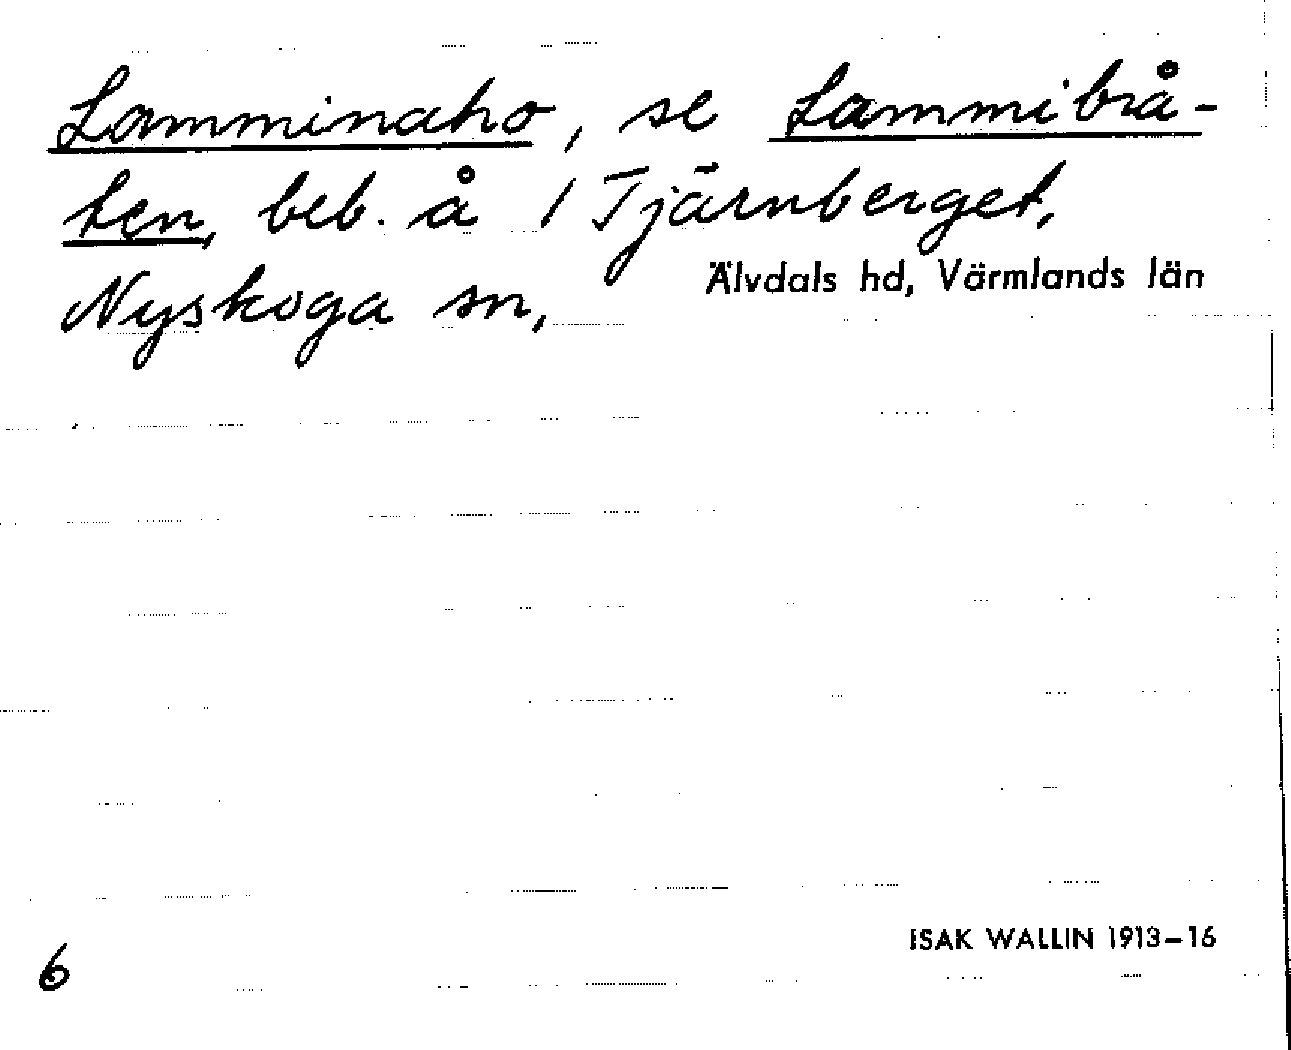 Lamminaho, se Lammibrå-
ten, beb. å 1 Tjärnberget,
Nyskoga sn, Älvdals hd, Värmlands län
ISAK WALLIN 1913–16
6